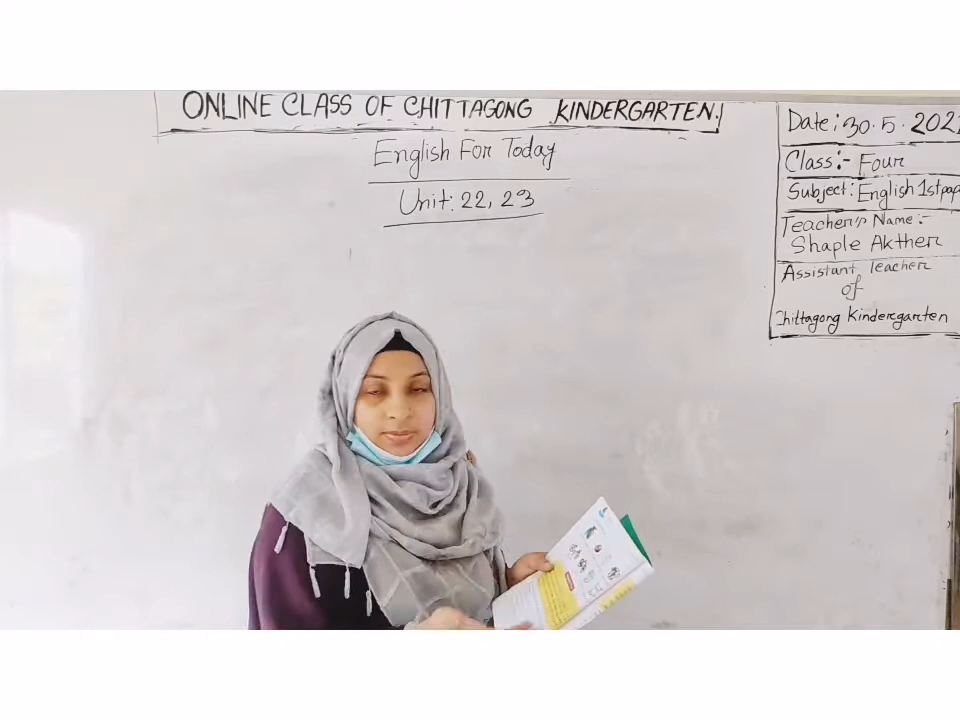 ONLINE CLASS OF CHITTAGONG KINDERGARTEN.
English For Today
Unit: 22, 23
Date: 30.5.202
Class:- Four
Subject: English 1st pap
Teacher's Name:-
Shaple Akther
Assistant Teacher
of
Chittagong Kindergarten